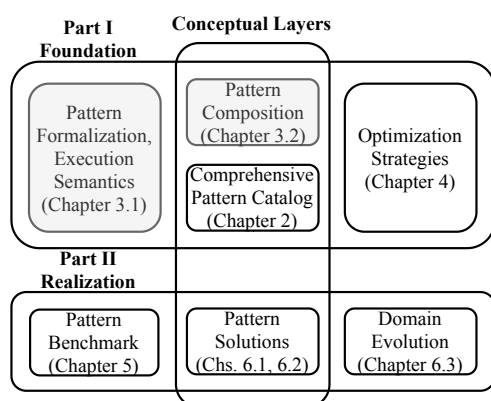 Part I
Foundation
Conceptual Layers
Pattern
Formalization,
Execution
Semantics
(Chapter 3.1)
Pattern
Composition
(Chapter 3.2)
Comprehensive
Pattern Catalog
(Chapter 2)
Optimization
Strategies
(Chapter 4)
Part II
Realization
Pattern
Benchmark
(Chapter 5)
Pattern
Solutions
(Chs. 6.1, 6.2)
Domain
Evolution
(Chapter 6.3)